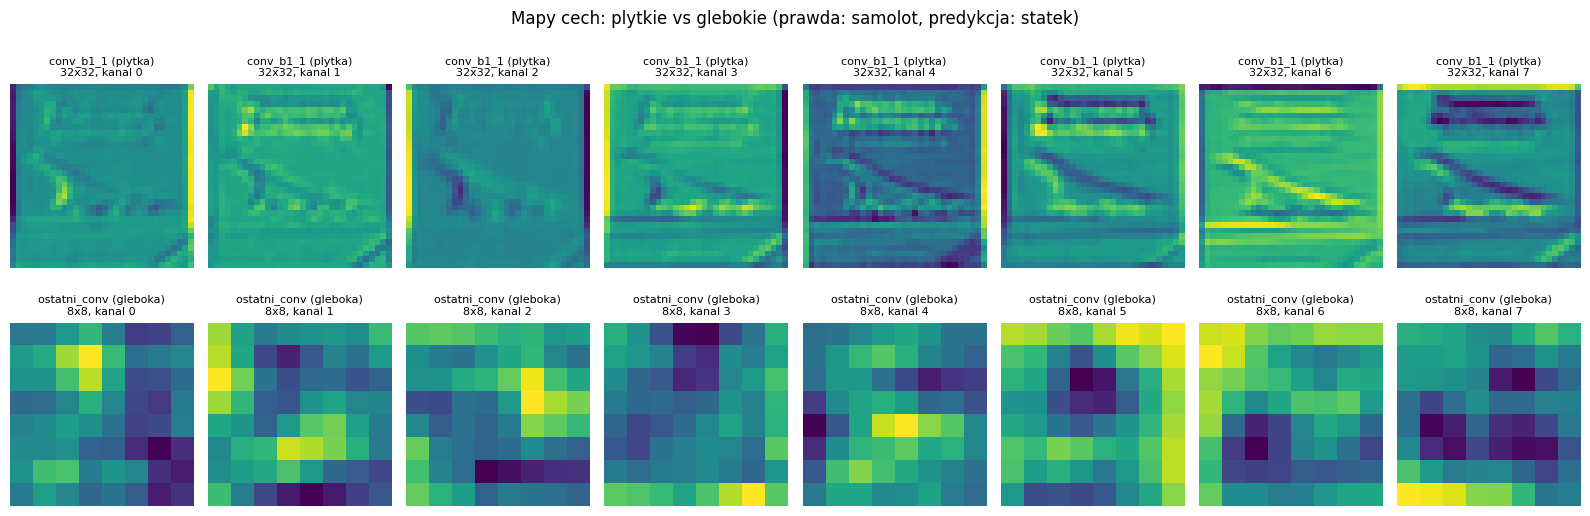 Mapy cech: plytkie vs glebokie (prawda: samolot, predykcja: statek)
conv_b1_1 (plytka)
32x32, kanal 0
conv_b1_1 (plytka)
32x32, kanal 1
conv_b1_1 (plytka)
32x32, kanal 2
conv_b1_1 (plytka)
32x32, kanal 3
conv_b1_1 (plytka)
32x32, kanal 4
conv_b1_1 (plytka)
32x32, kanal 5
conv_b1_1 (plytka)
32x32, kanal 6
conv_b1_1 (plytka)
32x32, kanal 7
ostatni_conv (gleboka)
8x8, kanal 0
ostatni_conv (gleboka)
8x8, kanal 1
ostatni_conv (gleboka)
8x8, kanal 2
ostatni_conv (gleboka)
8x8, kanal 3
ostatni_conv (gleboka)
8x8, kanal 4
ostatni_conv (gleboka)
8x8, kanal 5
ostatni_conv (gleboka)
8x8, kanal 6
ostatni_conv (gleboka)
8x8, kanal 7